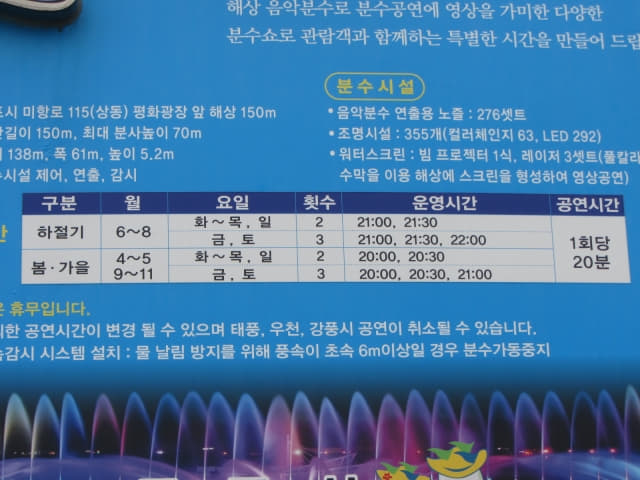 해상 음악분수로 분수공연에 영상을 가미한 다양한
분수쇼로 관람객과 함께하는 특별한 시간을 만들어 드립
분수시설
포시 미항로 115(상동) 평화광장 앞 해상 150m
• 음악분수 연출용 노즐 : 276셋트
길이 150m, 최대 분사높이 70m
• 조명시설 : 355개(컬러체인지 63, LED 292)
138m, 폭 61m, 높이 5.2m
• 워터스크린 : 빔 프로젝터 1식, 레이저 3셋트(풀칼라
시설 제어, 연출, 감시
수막을 이용 해상에 스크린을 형성하여 영상공연)
구분 월 요일 횟수 운영시간 공연시간
하절기 6~8 화~목, 일 2 21:00, 21:30
금, 토 3 21:00, 21:30, 22:00
1회당 20분
봄·가을 4~5 9~11 화~목, 일 2 20:00, 20:30
금, 토 3 20:00, 20:30, 21:00
은 휴무입니다.
한 공연시간이 변경 될 수 있으며 태풍, 우천, 강풍시 공연이 취소될 수 있습니다.
감시 시스템 설치 : 물 날림 방지를 위해 풍속이 초속 6m이상일 경우 분수가동중지